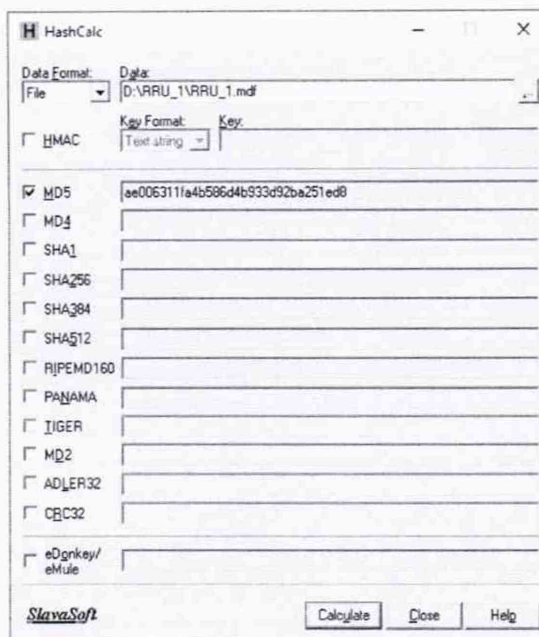 HashCalc
Data Format: Data:
File D:\RRU_1\RRU_1.mdf ...
Key Format: Key:
HMAC Text string
MD5 ae006311fa4b586d4b933d92ba251ed8
MD4
SHA1
SHA256
SHA384
SHA512
RIPEMD160
PANAMA
TIGER
MD2
ADLER32
CRC32
eDonkey/
eMule
SlavaSoft Calculate Close Help